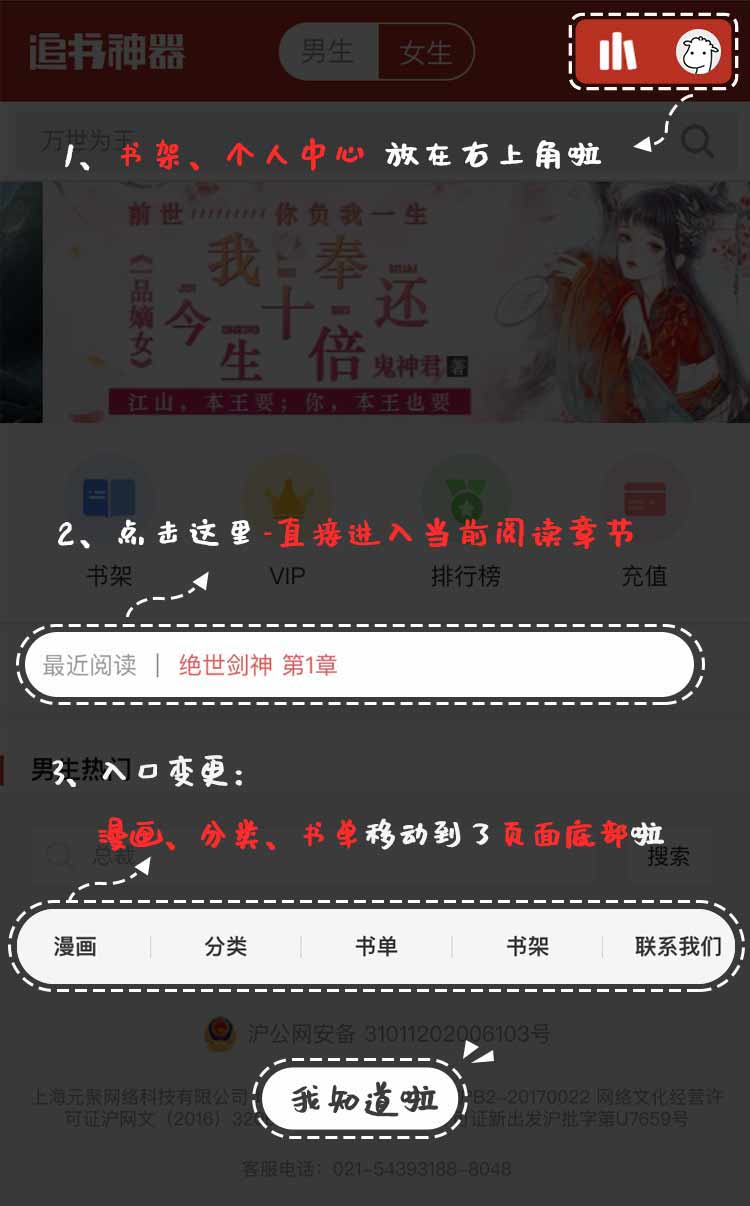 追书神器
男生 女生
万世为王
1、书架、个人中心 放在右上角啦
前世 你负我一生
《一品嫡女》
我奉
今十还
生倍
鬼神君 著
江山，本王要；你，本王也要
2、点击这里-直接进入当前阅读章节
书架 VIP 排行榜 充值
最近阅读 | 绝世剑神 第1章
男生热门
3、入口变更：
漫画、分类、书单移动到了页面底部啦
总裁 搜索
漫画 分类 书单 书架 联系我们
沪公网安备 31011202006103号
我知道啦
上海元聚网络科技有限公司 B2-20170022 网络文化经营许
可证沪网文（2016）32 证新出发沪批字第U7659号
客服电话：021-54393188-8048